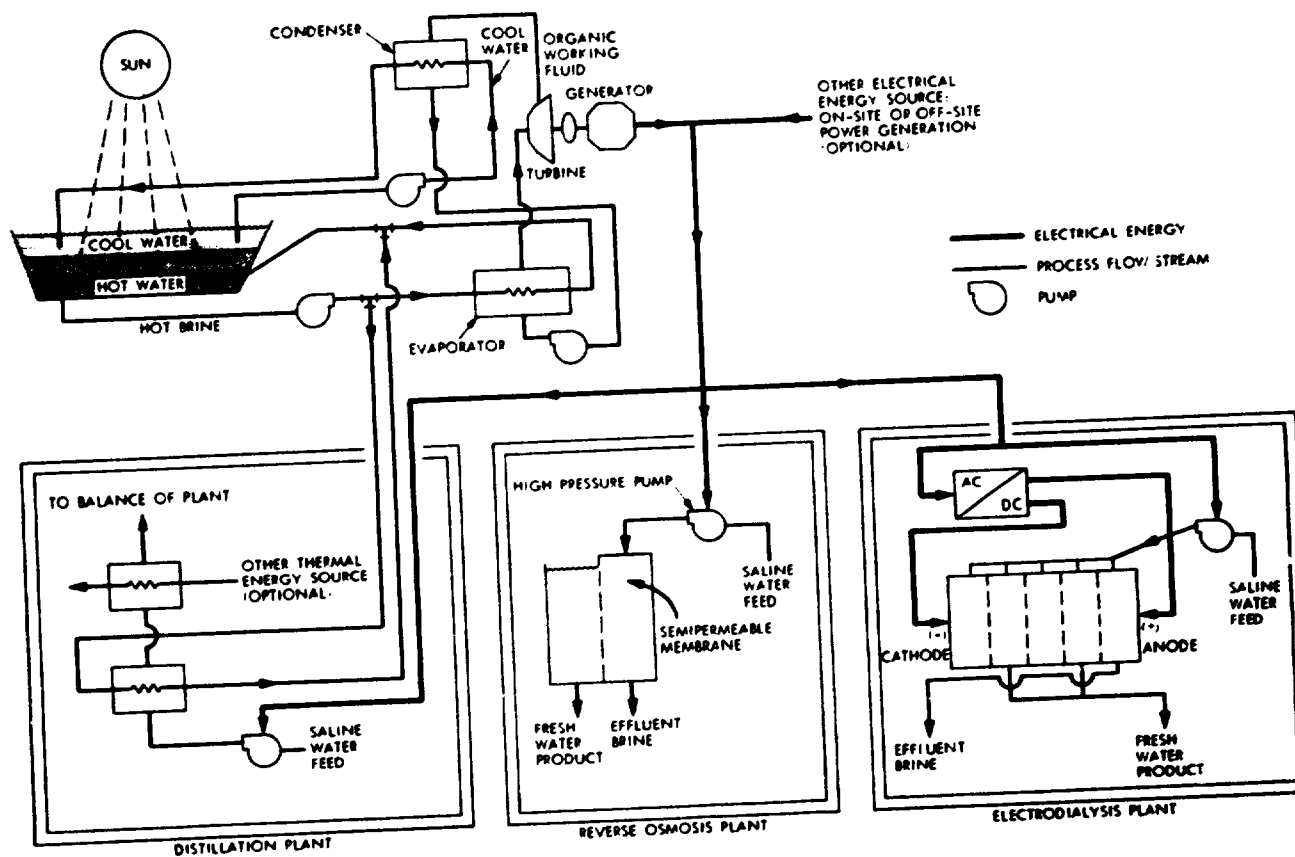 SUN
CONDENSER
COOL
WATER
ORGANIC
WORKING
FLUID
GENERATOR
TURBINE
OTHER ELECTRICAL
ENERGY SOURCE:
ON-SITE OR OFF-SITE
POWER GENERATION
(OPTIONAL)
COOL WATER
HOT WATER
HOT BRINE
EVAPORATOR
ELECTRICAL ENERGY
PROCESS FLOW/STREAM
PUMP
TO BALANCE OF PLANT
OTHER THERMAL
ENERGY SOURCE
(OPTIONAL)
SALINE
WATER
FEED
DISTILLATION PLANT
HIGH PRESSURE PUMP
SALINE
WATER
FEED
SEMIPERMEABLE
MEMBRANE
FRESH
WATER
PRODUCT
EFFLUENT
BRINE
REVERSE OSMOSIS PLANT
AC
DC
SALINE
WATER
FEED
(-)
CATHODE
(+)
ANODE
EFFLUENT
BRINE
FRESH
WATER
PRODUCT
ELECTRODIALYSIS PLANT